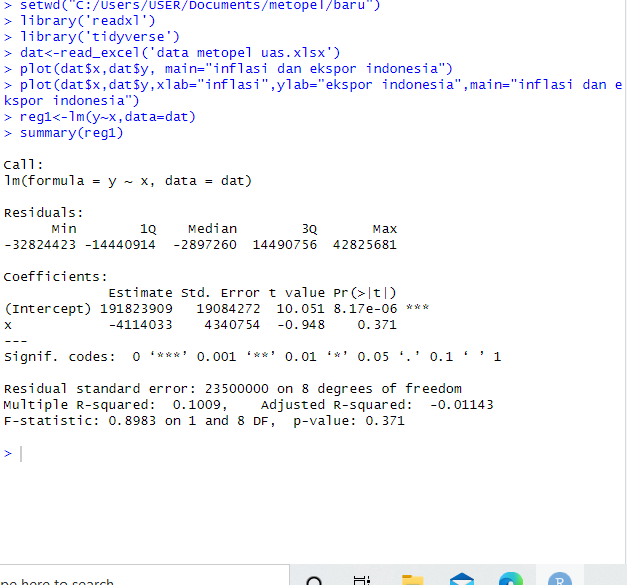 > setwd("C:/Users/USER/Documents/metopel/baru")
> library('readxl')
> library('tidyverse')
> dat<-read_excel('data metopel uas.xlsx')
> plot(dat$x,dat$y, main="inflasi dan ekspor indonesia")
> plot(dat$x,dat$y,xlab="inflasi",ylab="ekspor indonesia",main="inflasi dan e
kspor indonesia")
> reg1<-lm(y~x,data=dat)
> summary(reg1)
Call:
lm(formula = y ~ x, data = dat)
Residuals:
Min 1Q Median 3Q Max
-32824423 -14440914 -2897260 14490756 42825681
Coefficients:
Estimate Std. Error t value Pr(>|t|)
(Intercept) 191823909 19084272 10.051 8.17e-06 ***
x -4114033 4340754 -0.948 0.371
---
Signif. codes: 0 ‘***’ 0.001 ‘**’ 0.01 ‘*’ 0.05 ‘.’ 0.1 ‘ ’ 1
Residual standard error: 23500000 on 8 degrees of freedom
Multiple R-squared: 0.1009, Adjusted R-squared: -0.01143
F-statistic: 0.8983 on 1 and 8 DF, p-value: 0.371
>
pe here to search
R